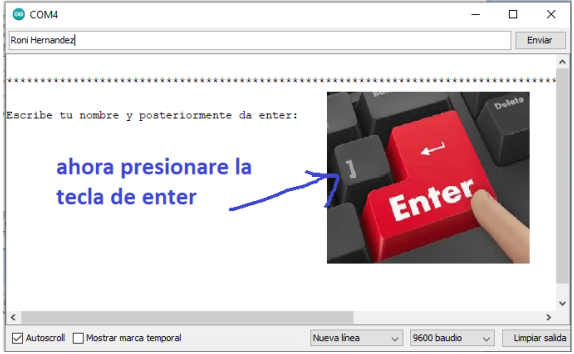 COM4
Roni Hernandez
Enviar
********************************************************************************
Escribe tu nombre y posteriormente da enter:
ahora presionare la
tecla de enter
Delete
]
Enter
Autoscroll
Mostrar marca temporal
Nueva línea
9600 baudio
Limpiar salida